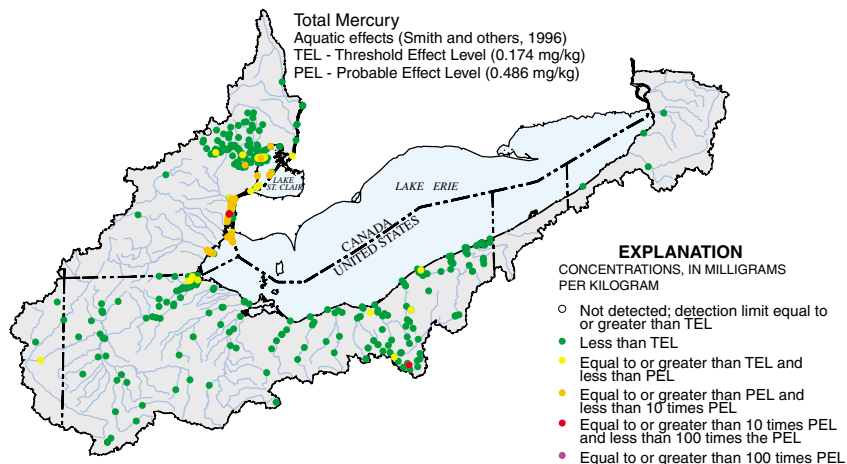 Total Mercury
Aquatic effects (Smith and others, 1996)
TEL - Threshold Effect Level (0.174 mg/kg)
PEL - Probable Effect Level (0.486 mg/kg)
LAKE
ST. CLAIR
LAKE ERIE
CANADA
UNITED STATES
EXPLANATION
CONCENTRATIONS, IN MILLIGRAMS
PER KILOGRAM
Not detected; detection limit equal to
or greater than TEL
Less than TEL
Equal to or greater than TEL and
less than PEL
Equal to or greater than PEL and
less than 10 times PEL
Equal to or greater than 10 times PEL
and less than 100 times the PEL
Equal to or greater than 100 times PEL